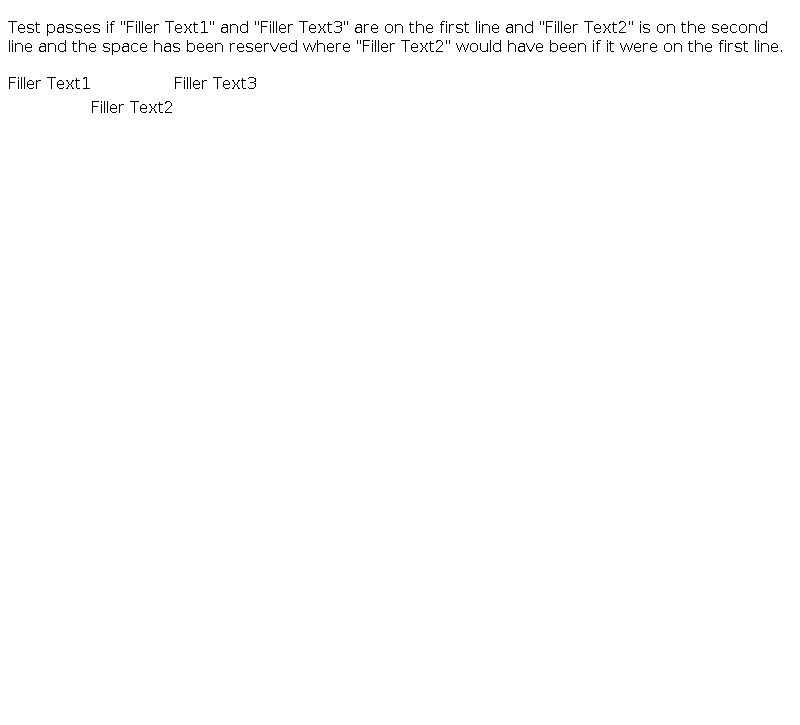 Test passes if "Filler Text1" and "Filler Text3" are on the first line and "Filler Text2" is on the second
line and the space has been reserved where "Filler Text2" would have been if it were on the first line.
Filler Text1 Filler Text3
Filler Text2